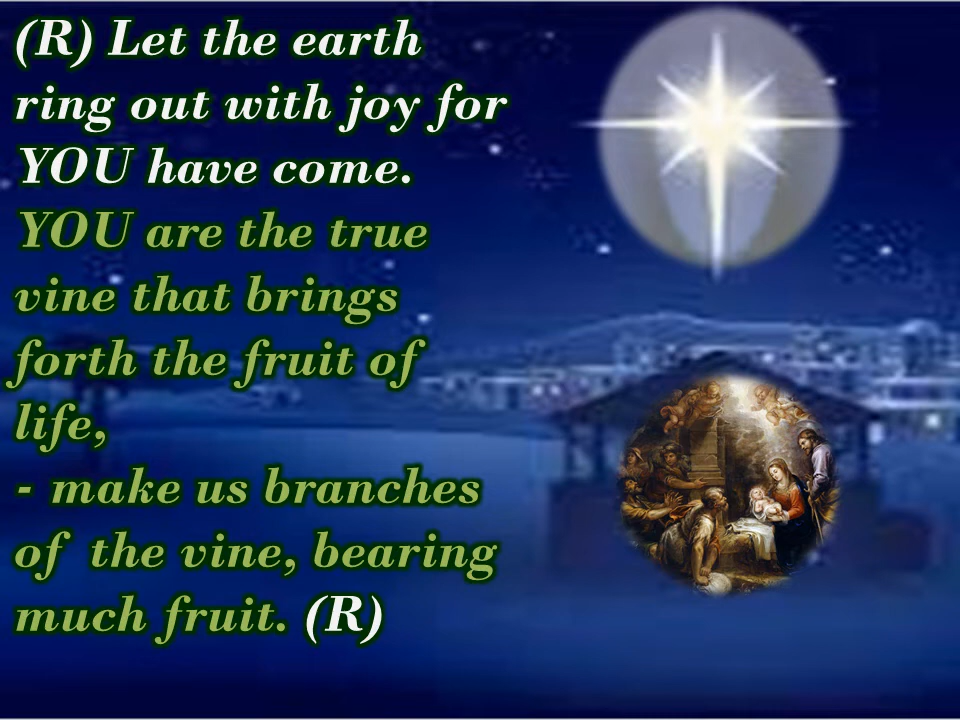 (R) Let the earth
ring out with joy for
YOU have come.
YOU are the true
vine that brings
forth the fruit of
life,
- make us branches
of the vine, bearing
much fruit. (R)